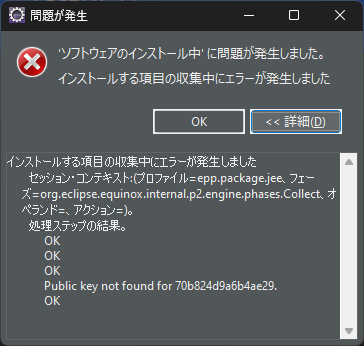 問題が発生
'ソフトウェアのインストール中' に問題が発生しました。
インストールする項目の収集中にエラーが発生しました
OK
<< 詳細(D)
インストールする項目の収集中にエラーが発生しました
セッション・コンテキスト:(プロファイル=epp.package.jee、フェー
ズ=org.eclipse.equinox.internal.p2.engine.phases.Collect、オ
ペランド=、アクション=)。
処理ステップの結果。
OK
OK
OK
Public key not found for 70b824d9a6b4ae29.
OK